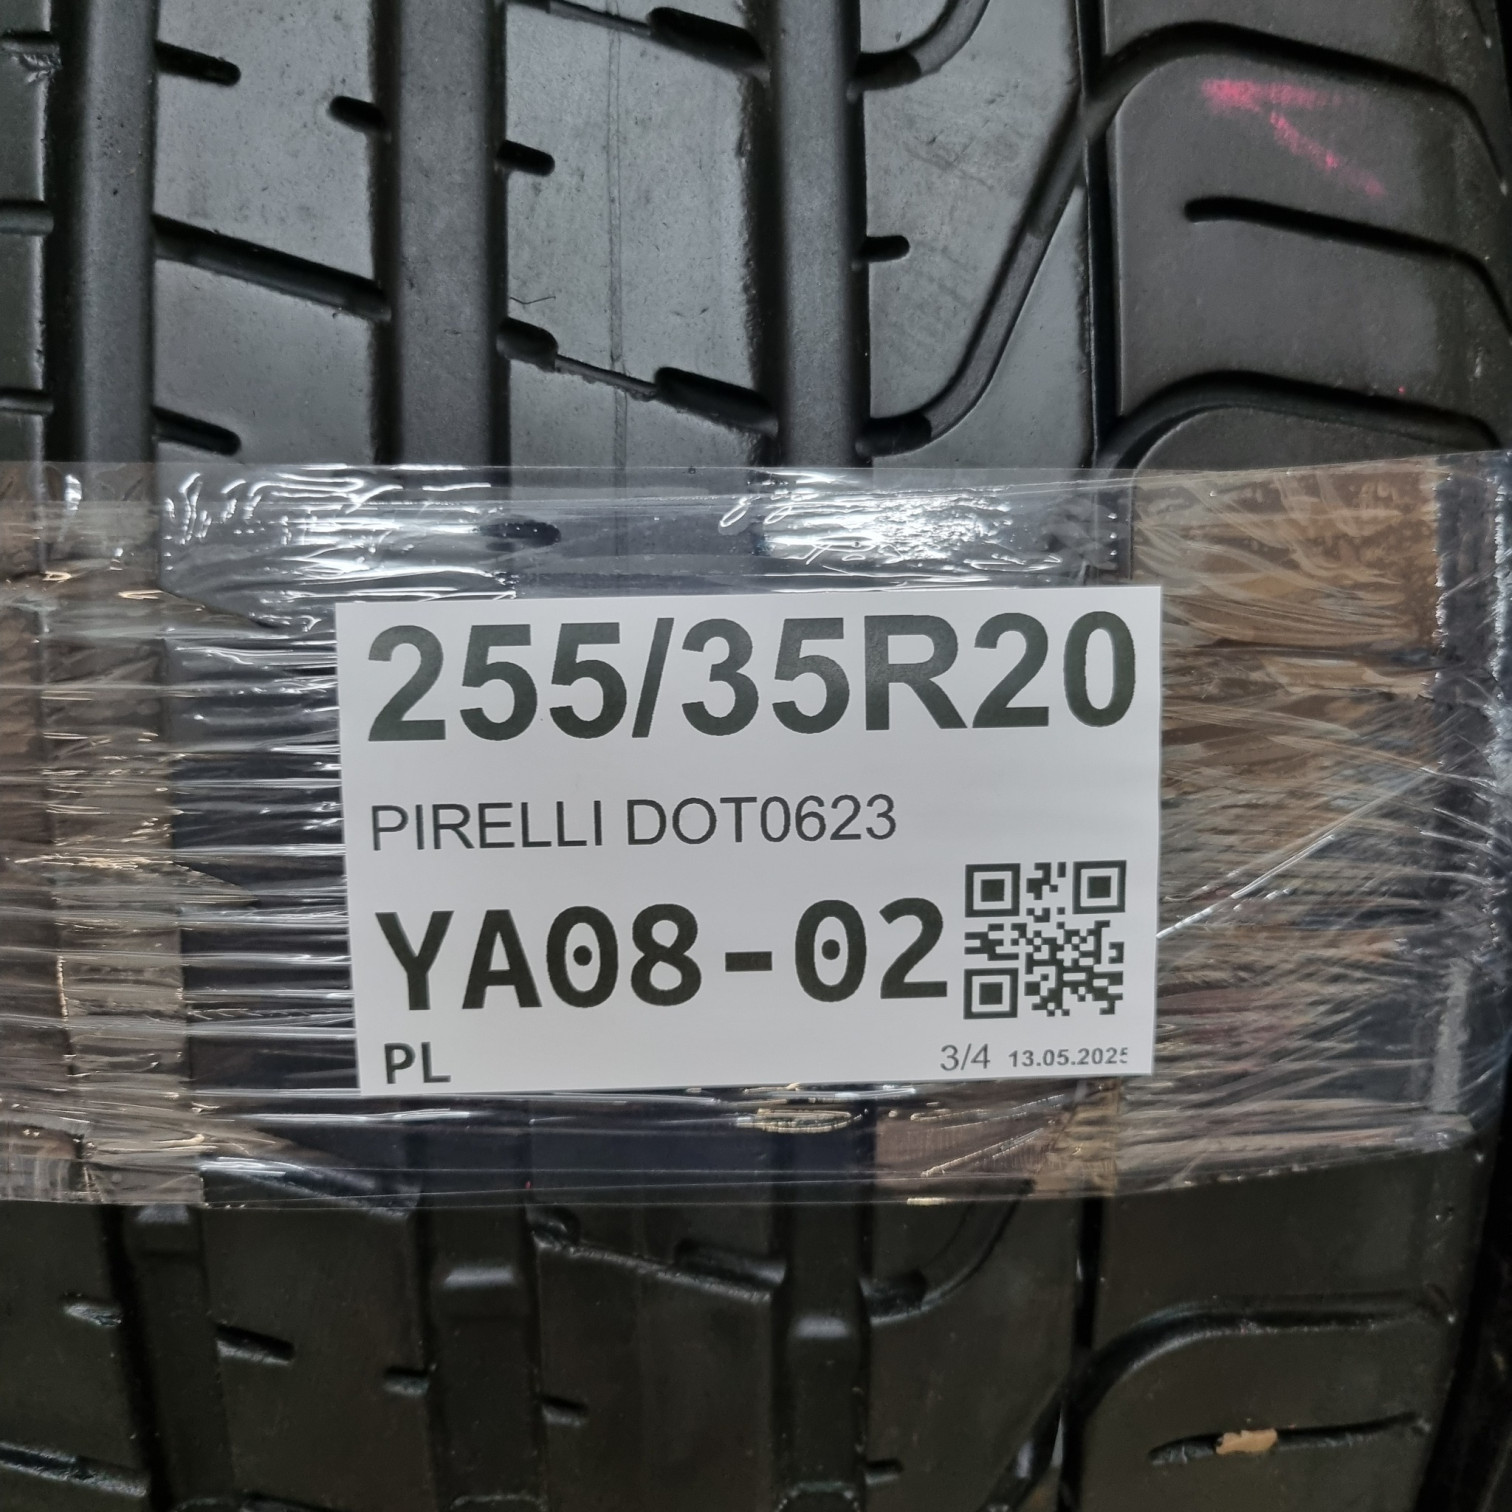 255/35R20
PIRELLI DOT0623
YA08-02
PL
3/4 13.05.2025